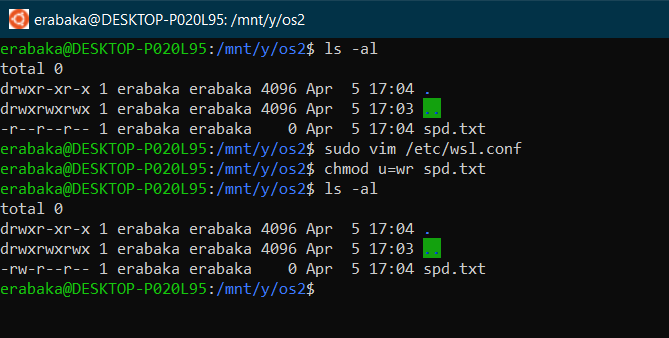 erabaka@DESKTOP-P020L95: /mnt/y/os2
erabaka@DESKTOP-P020L95:/mnt/y/os2$ ls -al
total 0
drwxr-xr-x 1 erabaka erabaka 4096 Apr  5 17:04 .
drwxrwxrwx 1 erabaka erabaka 4096 Apr  5 17:03 ..
-r--r--r-- 1 erabaka erabaka    0 Apr  5 17:04 spd.txt
erabaka@DESKTOP-P020L95:/mnt/y/os2$ sudo vim /etc/wsl.conf
erabaka@DESKTOP-P020L95:/mnt/y/os2$ chmod u=wr spd.txt
erabaka@DESKTOP-P020L95:/mnt/y/os2$ ls -al
total 0
drwxr-xr-x 1 erabaka erabaka 4096 Apr  5 17:04 .
drwxrwxrwx 1 erabaka erabaka 4096 Apr  5 17:03 ..
-rw-r--r-- 1 erabaka erabaka    0 Apr  5 17:04 spd.txt
erabaka@DESKTOP-P020L95:/mnt/y/os2$